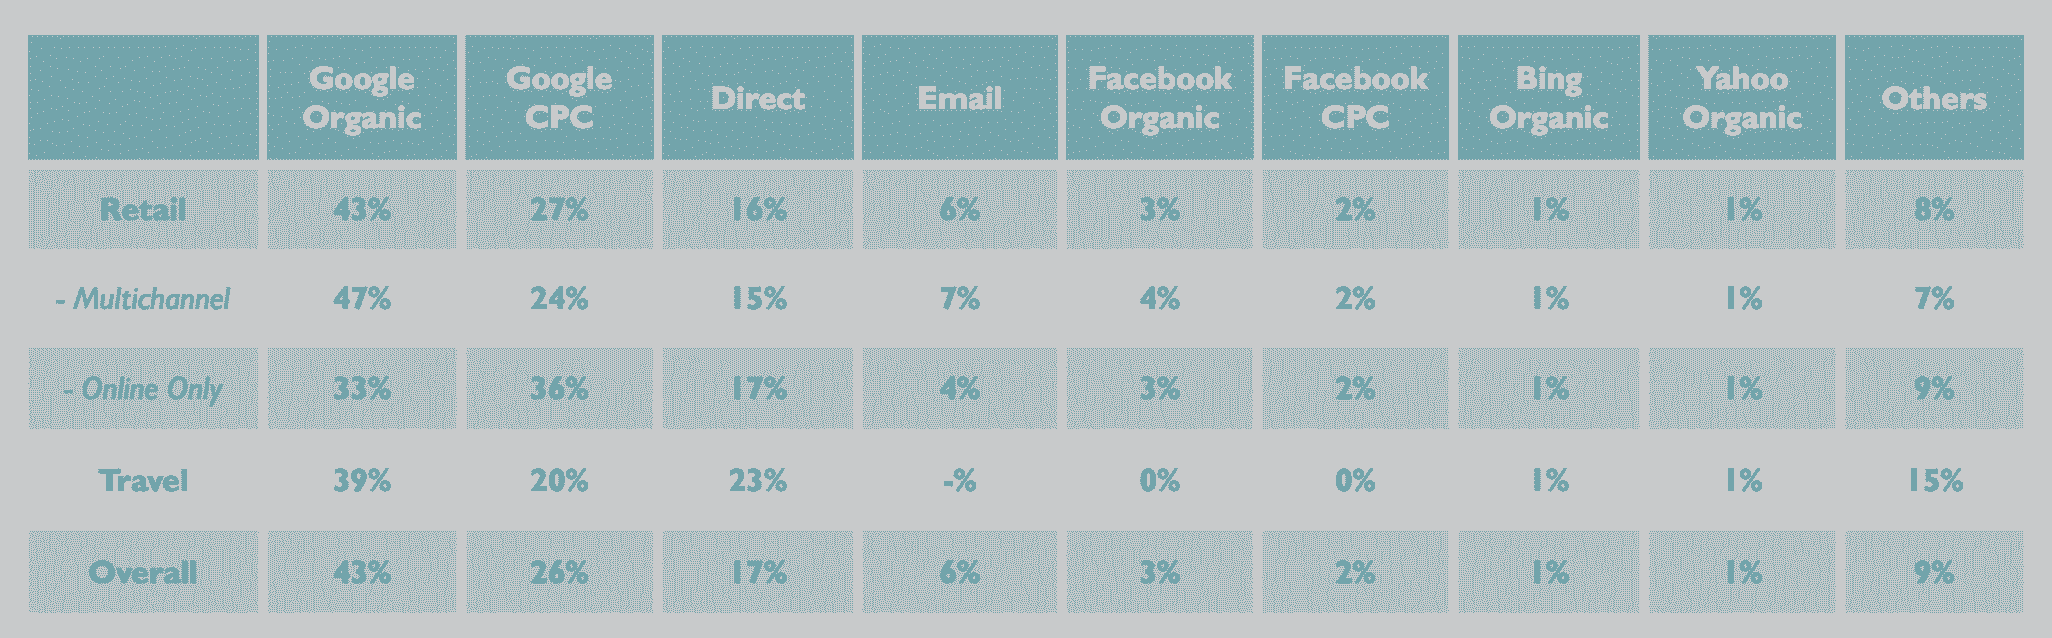 Google Organic Google CPC Direct Email Facebook Organic Facebook CPC Bing Organic Yahoo Organic Others
Retail 43% 27% 16% 6% 3% 2% 1% 1% 8%
- Multichannel 47% 24% 15% 7% 4% 2% 1% 1% 7%
- Online Only 33% 36% 17% 4% 3% 2% 1% 1% 9%
Travel 39% 20% 23% -% 0% 0% 1% 1% 15%
Overall 43% 26% 17% 6% 3% 2% 1% 1% 9%